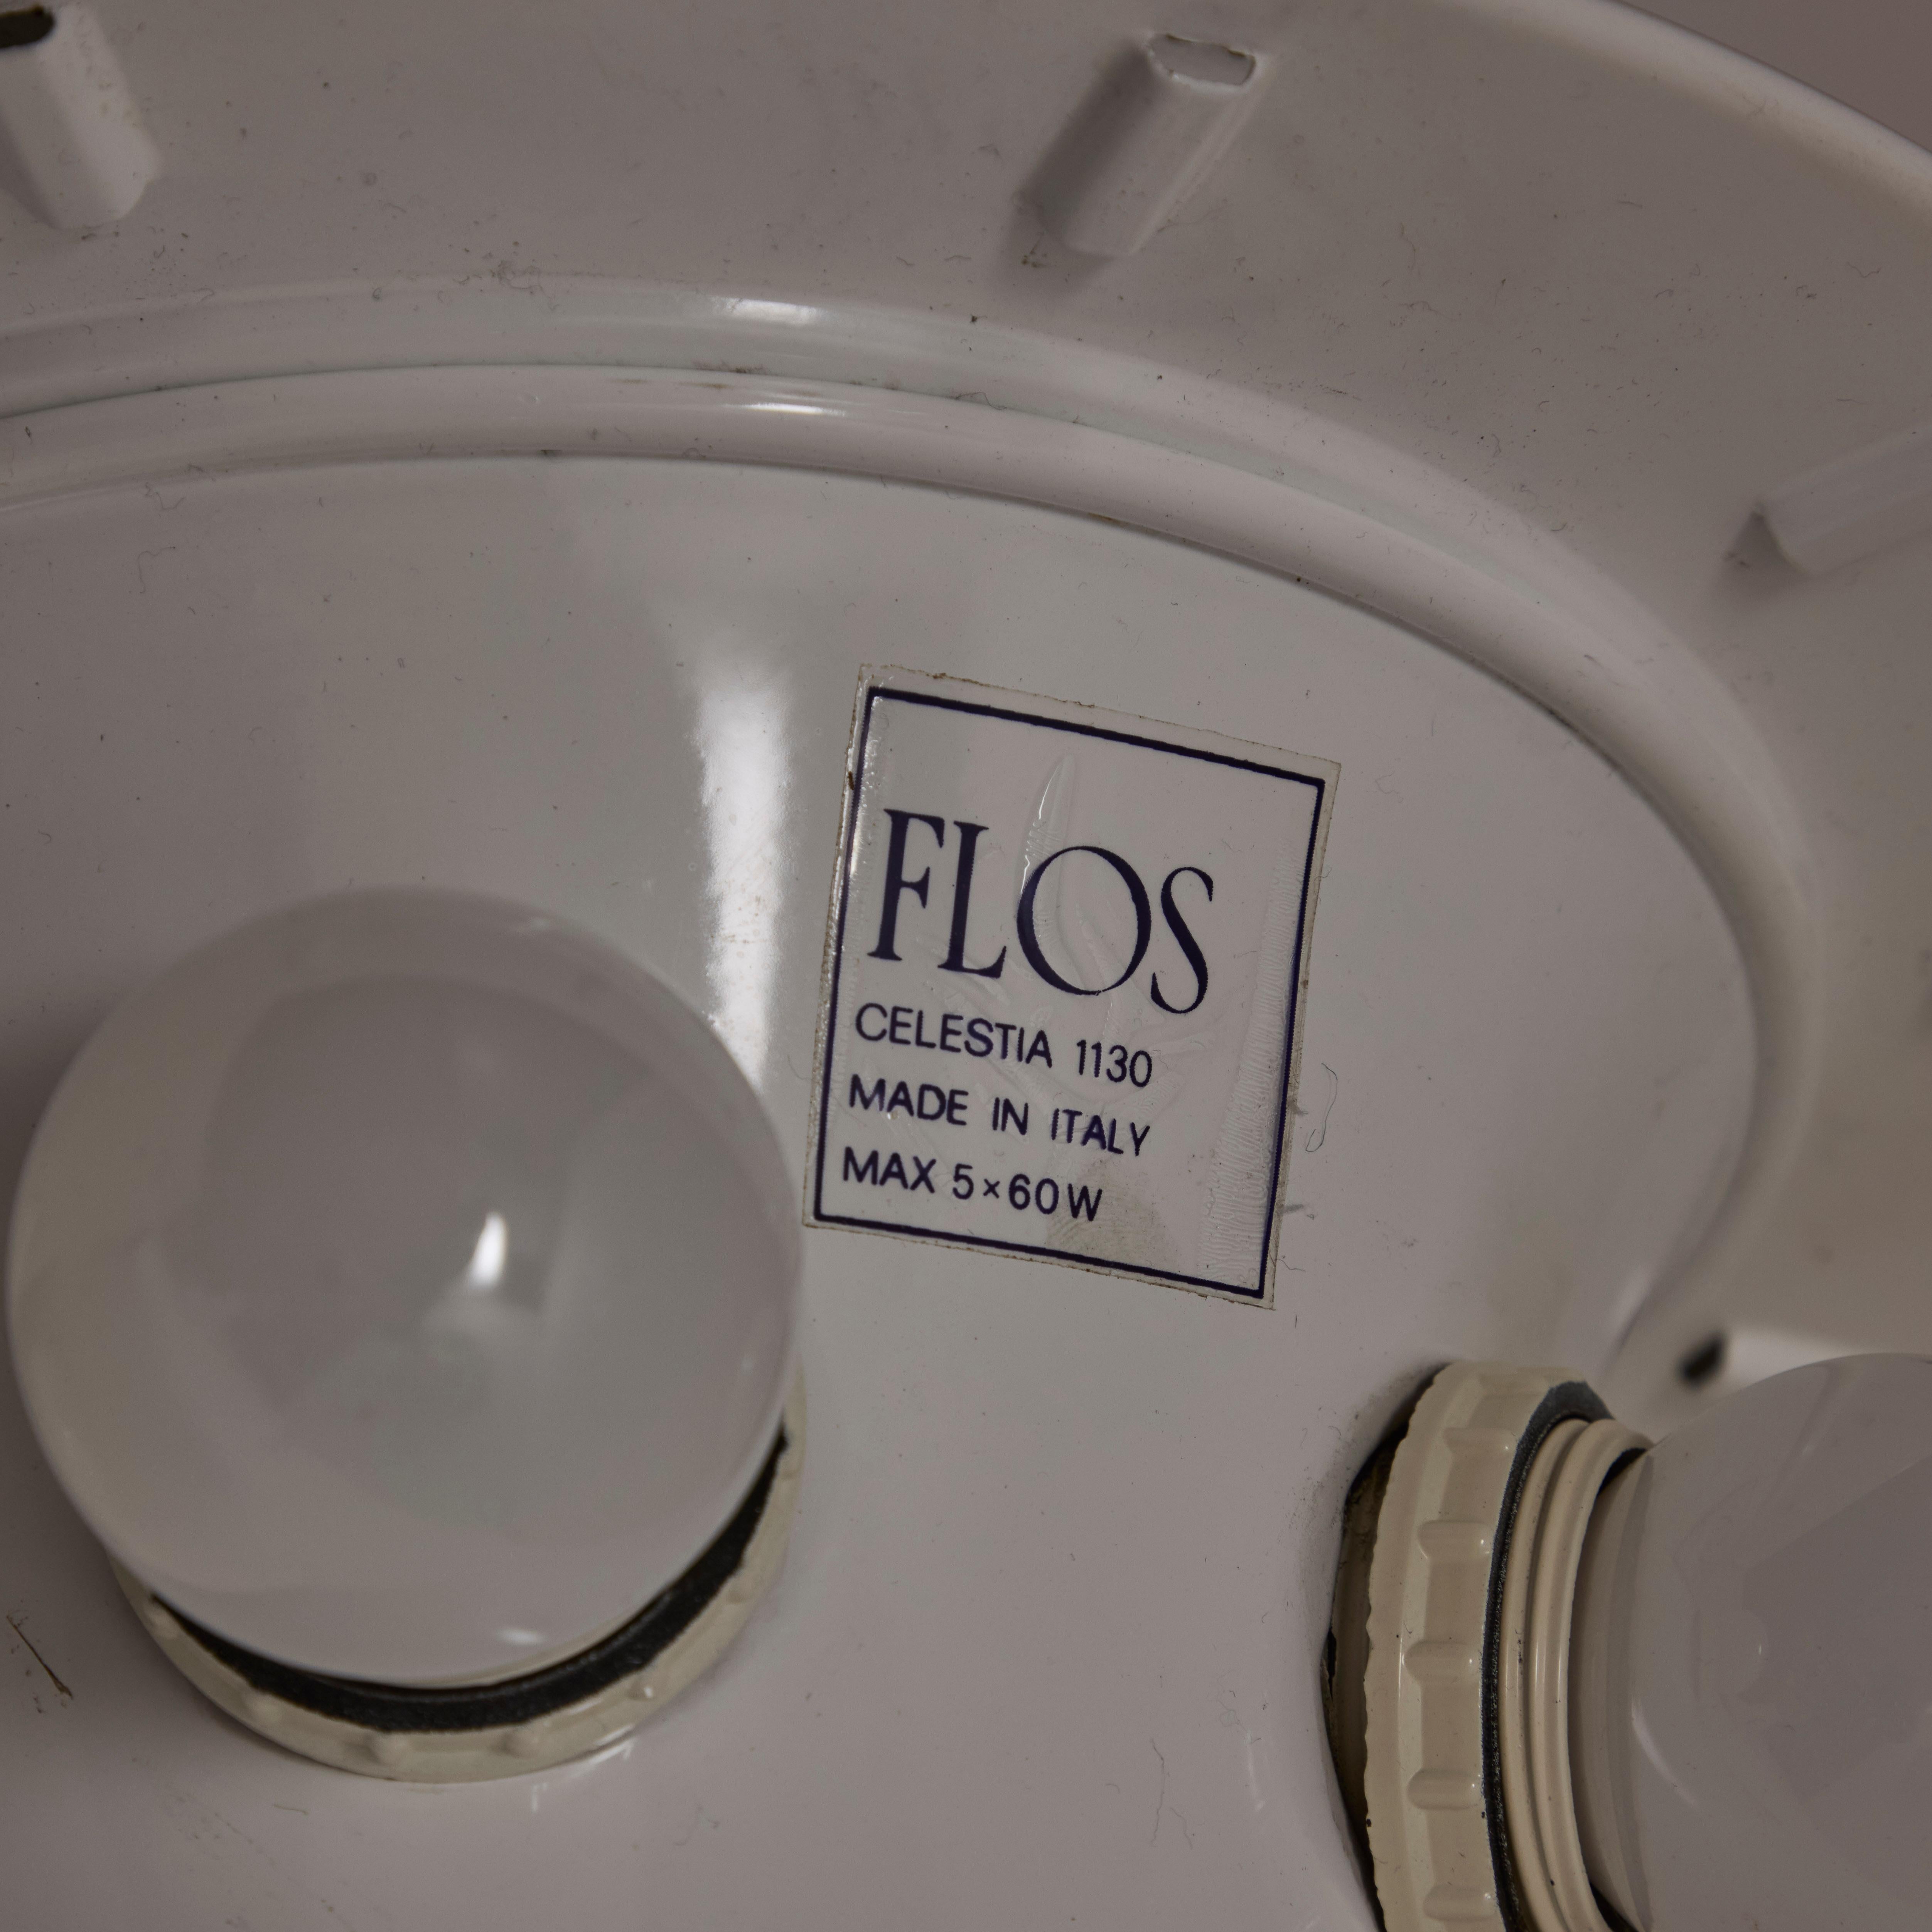 FLOS
CELESTIA 1130
MADE IN ITALY
MAX 5×60W